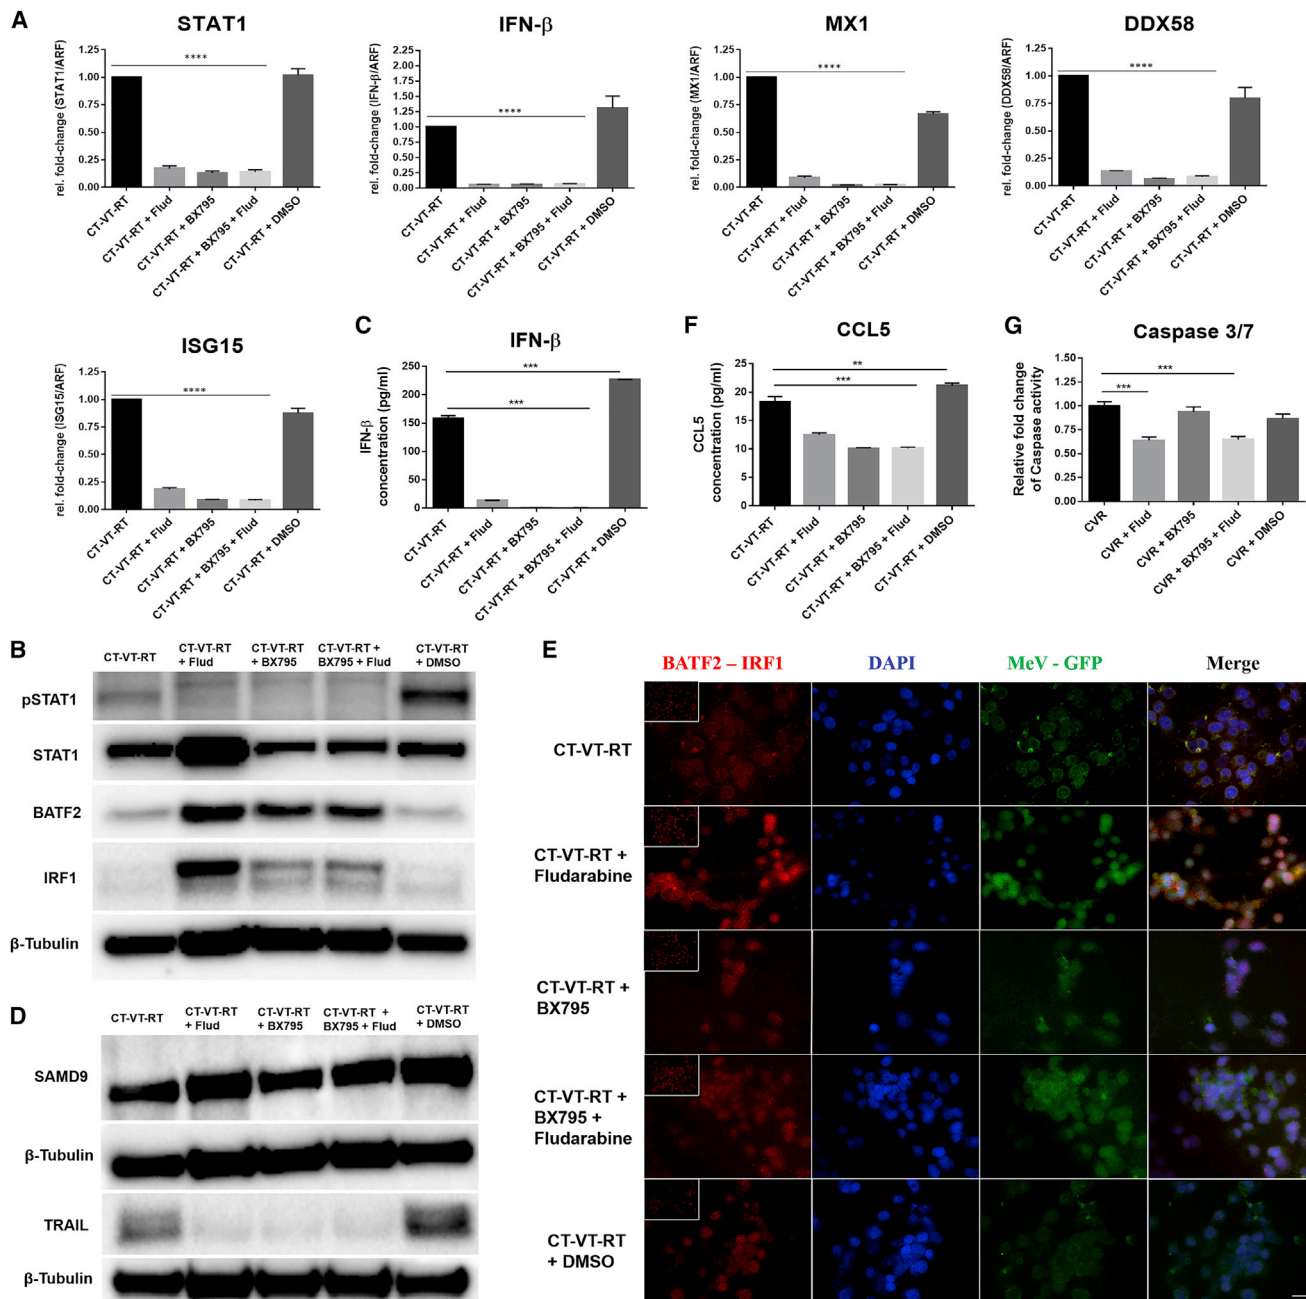 A
STAT1
rel. fold-change (STAT1/ARF)
1.25
1.00
0.75
0.50
0.25
0.00
****
CT-VT-RT
CT-VT-RT + Flud
CT-VT-RT + BX795
CT-VT-RT + BX795 + Flud
CT-VT-RT + DMSO
IFN-β
rel. fold-change (IFN-β/ARF)
2.25
2.00
1.75
1.50
1.25
1.00
0.75
0.50
0.25
0.00
****
CT-VT-RT
CT-VT-RT + Flud
CT-VT-RT + BX795
CT-VT-RT + BX795 + Flud
CT-VT-RT + DMSO
MX1
rel. fold-change (MX1/ARF)
1.25
1.00
0.75
0.50
0.25
0.00
****
CT-VT-RT
CT-VT-RT + Flud
CT-VT-RT + BX795
CT-VT-RT + BX795 + Flud
CT-VT-RT + DMSO
DDX58
rel. fold-change (DDX58/ARF)
1.25
1.00
0.75
0.50
0.25
0.00
****
CT-VT-RT
CT-VT-RT + Flud
CT-VT-RT + BX795
CT-VT-RT + BX795 + Flud
CT-VT-RT + DMSO
ISG15
rel. fold-change (ISG15/ARF)
1.25
1.00
0.75
0.50
0.25
0.00
****
CT-VT-RT
CT-VT-RT + Flud
CT-VT-RT + BX795
CT-VT-RT + BX795 + Flud
CT-VT-RT + DMSO
C
IFN-β
IFN-β
concentration (pg/ml)
250
200
150
100
50
0
***
***
CT-VT-RT
CT-VT-RT + Flud
CT-VT-RT + BX795
CT-VT-RT + BX795 + Flud
CT-VT-RT + DMSO
F
CCL5
CCL5
concentration (pg/ml)
25
20
15
10
5
0
**
***
CT-VT-RT
CT-VT-RT + Flud
CT-VT-RT + BX795
CT-VT-RT + BX795 + Flud
CT-VT-RT + DMSO
G
Caspase 3/7
Relative fold change
of Caspase activity
1.50
1.25
1.00
0.75
0.50
0.25
0.00
***
***
CVR
CVR + Flud
CVR + BX795
CVR + BX795 + Flud
CVR + DMSO
B
CT-VT-RT
CT-VT-RT
+ Flud
CT-VT-RT
+ BX795
CT-VT-RT +
BX795 + Flud
CT-VT-RT
+ DMSO
pSTAT1
STAT1
BATF2
IRF1
β-Tubulin
D
CT-VT-RT
CT-VT-RT
+ Flud
CT-VT-RT
+ BX795
CT-VT-RT +
BX795 + Flud
CT-VT-RT
+ DMSO
SAMD9
β-Tubulin
TRAIL
β-Tubulin
E
BATF2 – IRF1
DAPI
MeV - GFP
Merge
CT-VT-RT
CT-VT-RT +
Fludarabine
CT-VT-RT +
BX795
CT-VT-RT +
BX795 +
Fludarabine
CT-VT-RT
+ DMSO